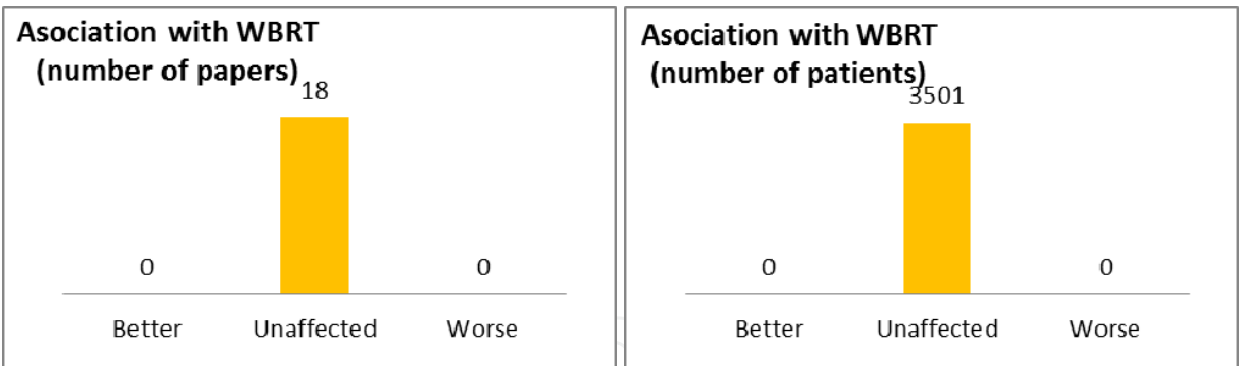 Asociation with WBRT
(number of papers)
18
0
0
Better Unaffected Worse
Asociation with WBRT
(number of patients)
3501
0
0
Better Unaffected Worse